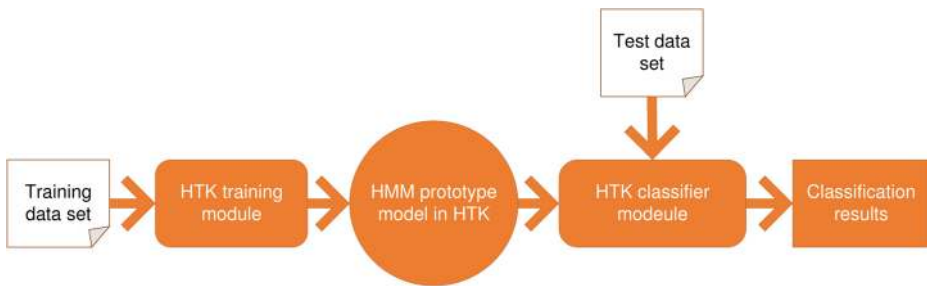 Test data
set
Training
data set
HTK training
module
HMM prototype
model in HTK
HTK classifier
modeule
Classification
results